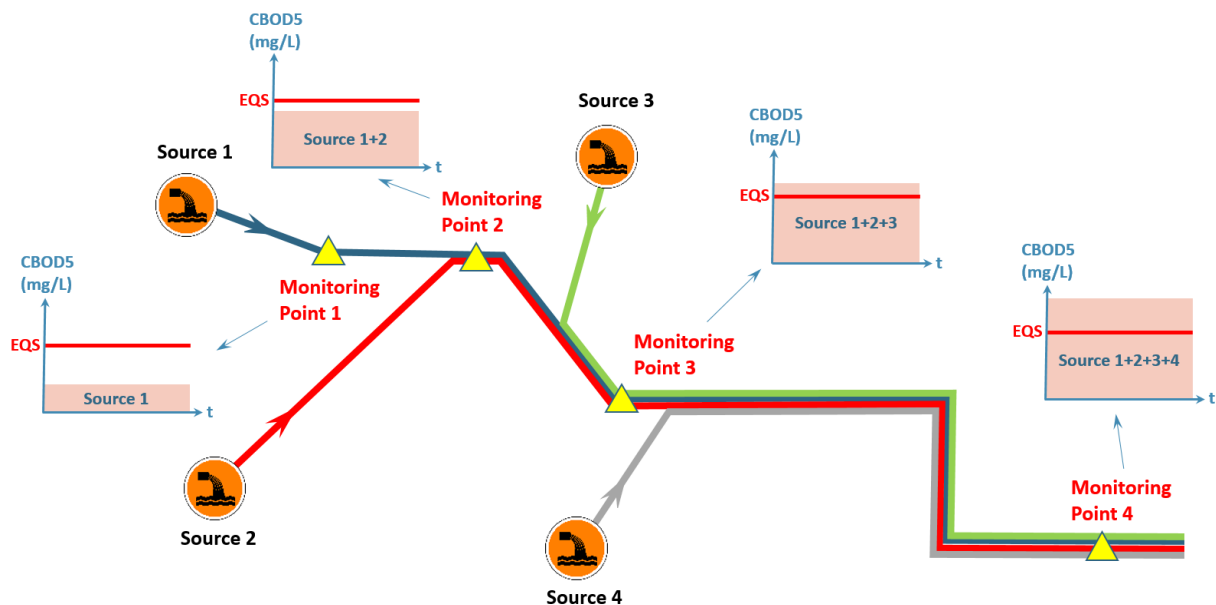 CBOD5
(mg/L)
EQS
Source 1+2
t
Source 3
CBOD5
(mg/L)
EQS
Source 1+2+3
t
Source 1
Monitoring
Point 2
CBOD5
(mg/L)
EQS
Source 1
t
Monitoring
Point 1
Monitoring
Point 3
CBOD5
(mg/L)
EQS
Source 1+2+3+4
t
Monitoring
Point 4
Source 2
Source 4